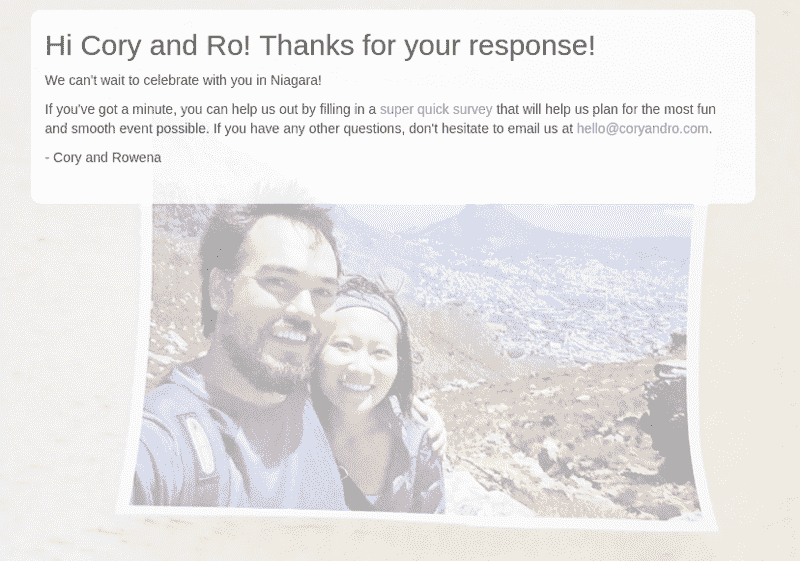 Hi Cory and Ro! Thanks for your response!
We can't wait to celebrate with you in Niagara!
If you've got a minute, you can help us out by filling in a super quick survey that will help us plan for the most fun
and smooth event possible. If you have any other questions, don't hesitate to email us at hello@coryandro.com.
- Cory and Rowena